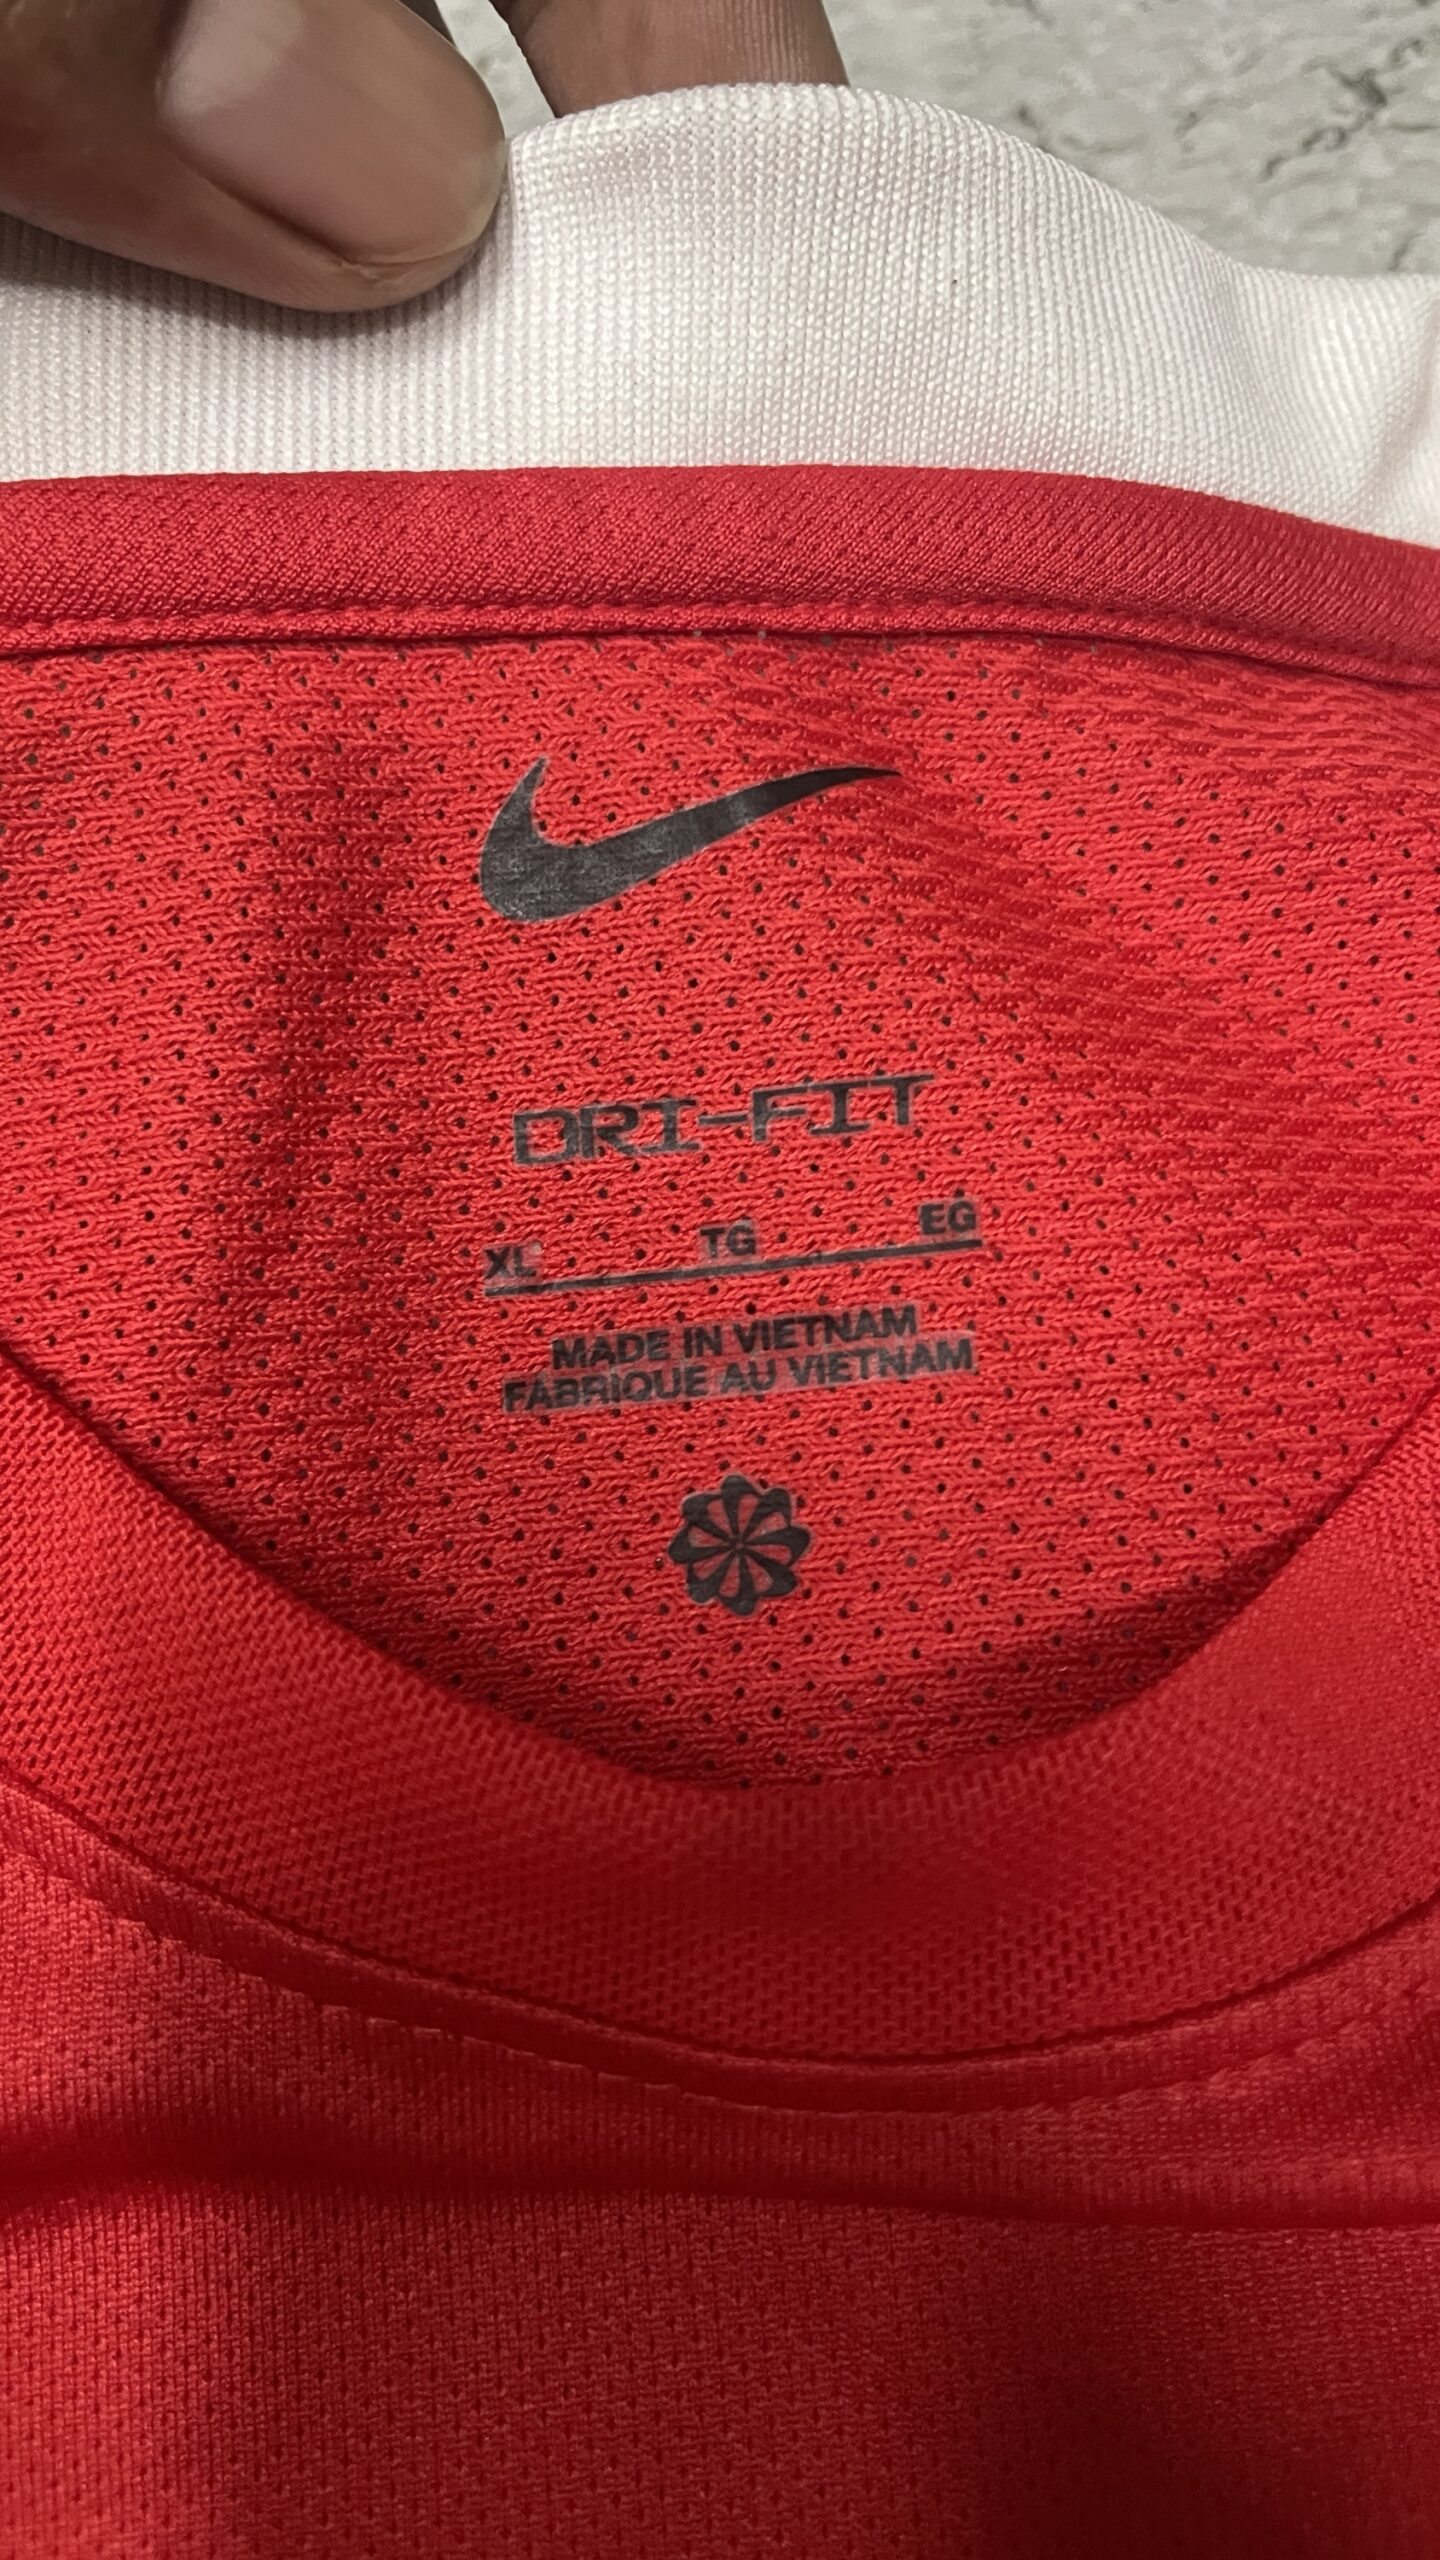 DRI-FIT
XL TG EG
MADE IN VIETNAM
FABRIQUE AU VIETNAM